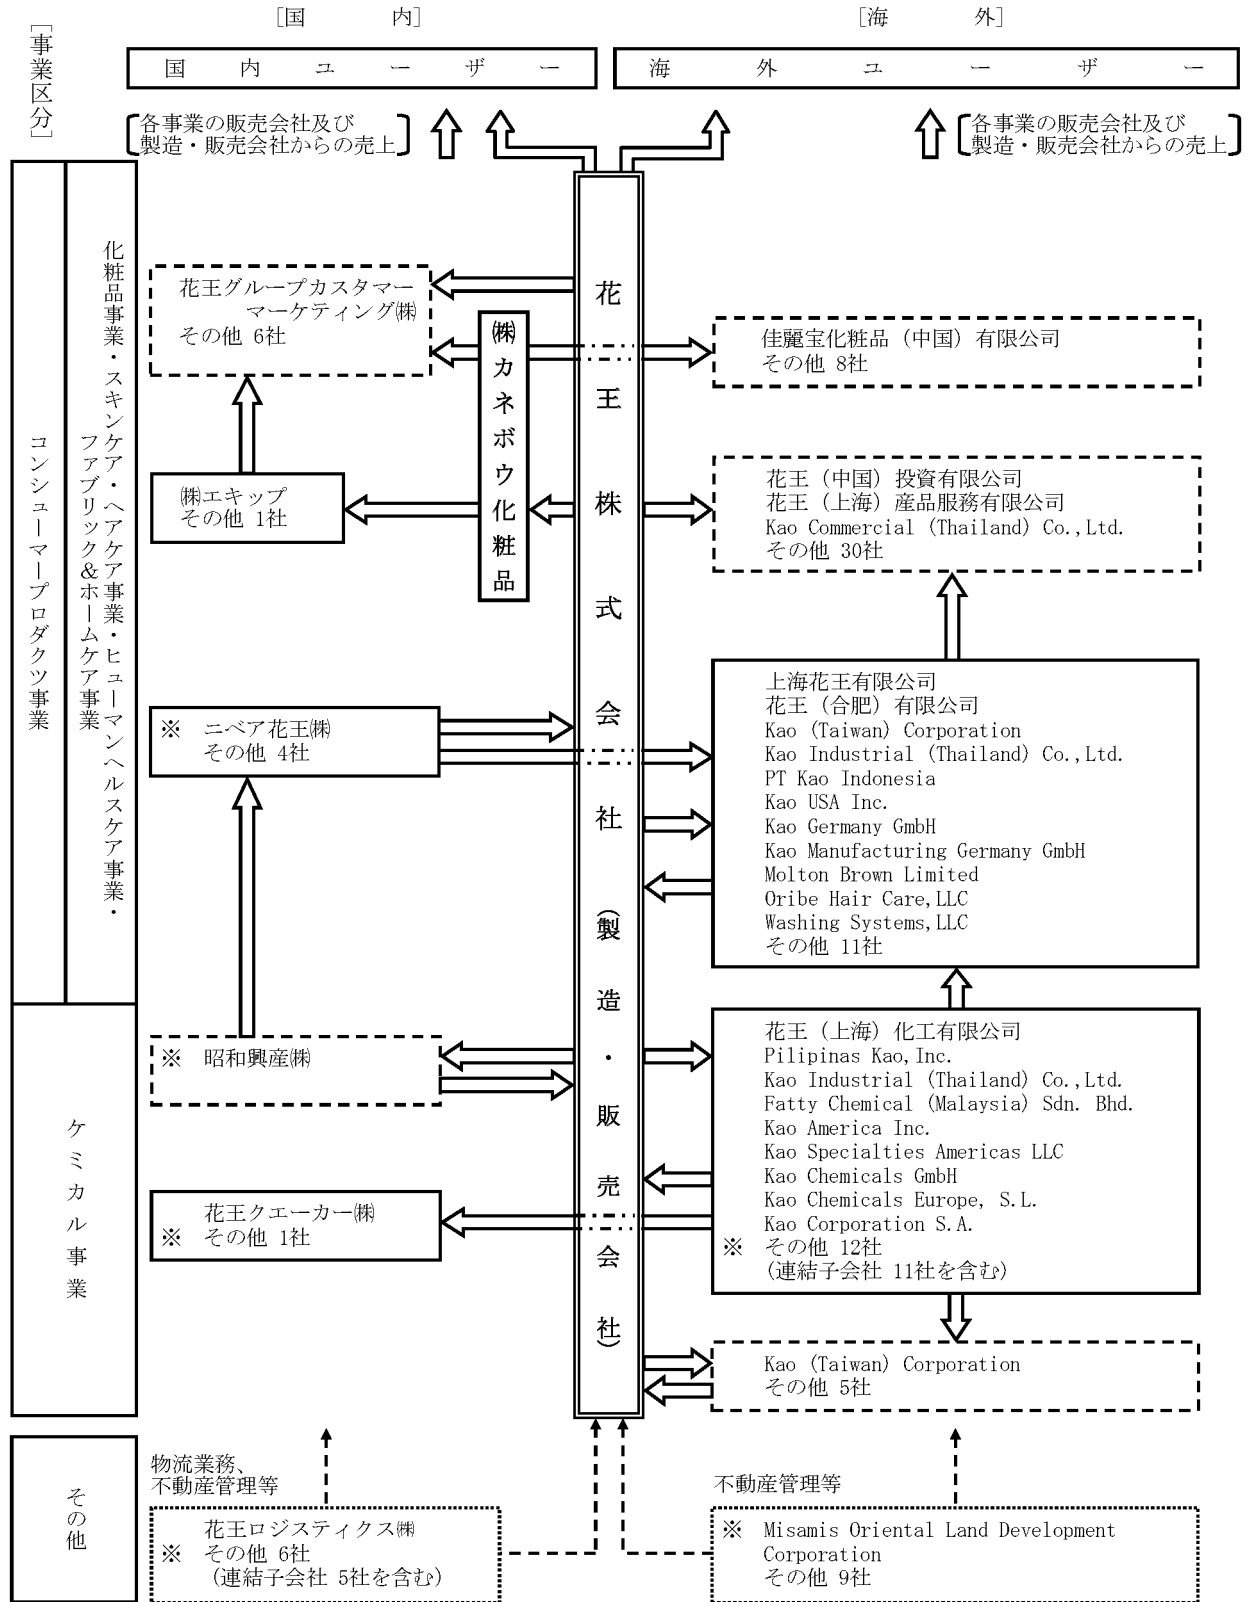 [国 内]
[海 外]
[事業区分]
国 内 ユ ー ザ ー
海 外 ユ ー ザ ー
各事業の販売会社及び
製造・販売会社からの売上
各事業の販売会社及び
製造・販売会社からの売上
コンシューマープロダクツ事業
化粧品事業・スキンケア・ヘアケア事業・ヒューマンヘルスケア事業・
ファブリック&ホームケア事業
花王グループカスタマー
マーケティング㈱
その他 6社
㈱カネボウ化粧品
花王株式会社(製造・販売会社)
佳麗宝化粧品(中国)有限公司
その他 8社
㈱エキップ
その他 1社
花王(中国)投資有限公司
花王(上海)産品服務有限公司
Kao Commercial (Thailand) Co.,Ltd.
その他 30社
※ ニベア花王㈱
その他 4社
上海花王有限公司
花王(合肥)有限公司
Kao (Taiwan) Corporation
Kao Industrial (Thailand) Co.,Ltd.
PT Kao Indonesia
Kao USA Inc.
Kao Germany GmbH
Kao Manufacturing Germany GmbH
Molton Brown Limited
Oribe Hair Care,LLC
Washing Systems,LLC
その他 11社
ケミカル事業
※ 昭和興産㈱
花王(上海)化工有限公司
Pilipinas Kao,Inc.
Kao Industrial (Thailand) Co.,Ltd.
Fatty Chemical (Malaysia) Sdn. Bhd.
Kao America Inc.
Kao Specialties Americas LLC
Kao Chemicals GmbH
Kao Chemicals Europe, S.L.
Kao Corporation S.A.
※ その他 12社
(連結子会社 11社を含む)
花王クエーカー㈱
※ その他 1社
Kao (Taiwan) Corporation
その他 5社
その他
物流業務、
不動産管理等
花王ロジスティクス㈱
※ その他 6社
(連結子会社 5社を含む)
不動産管理等
※ Misamis Oriental Land Development
Corporation
その他 9社